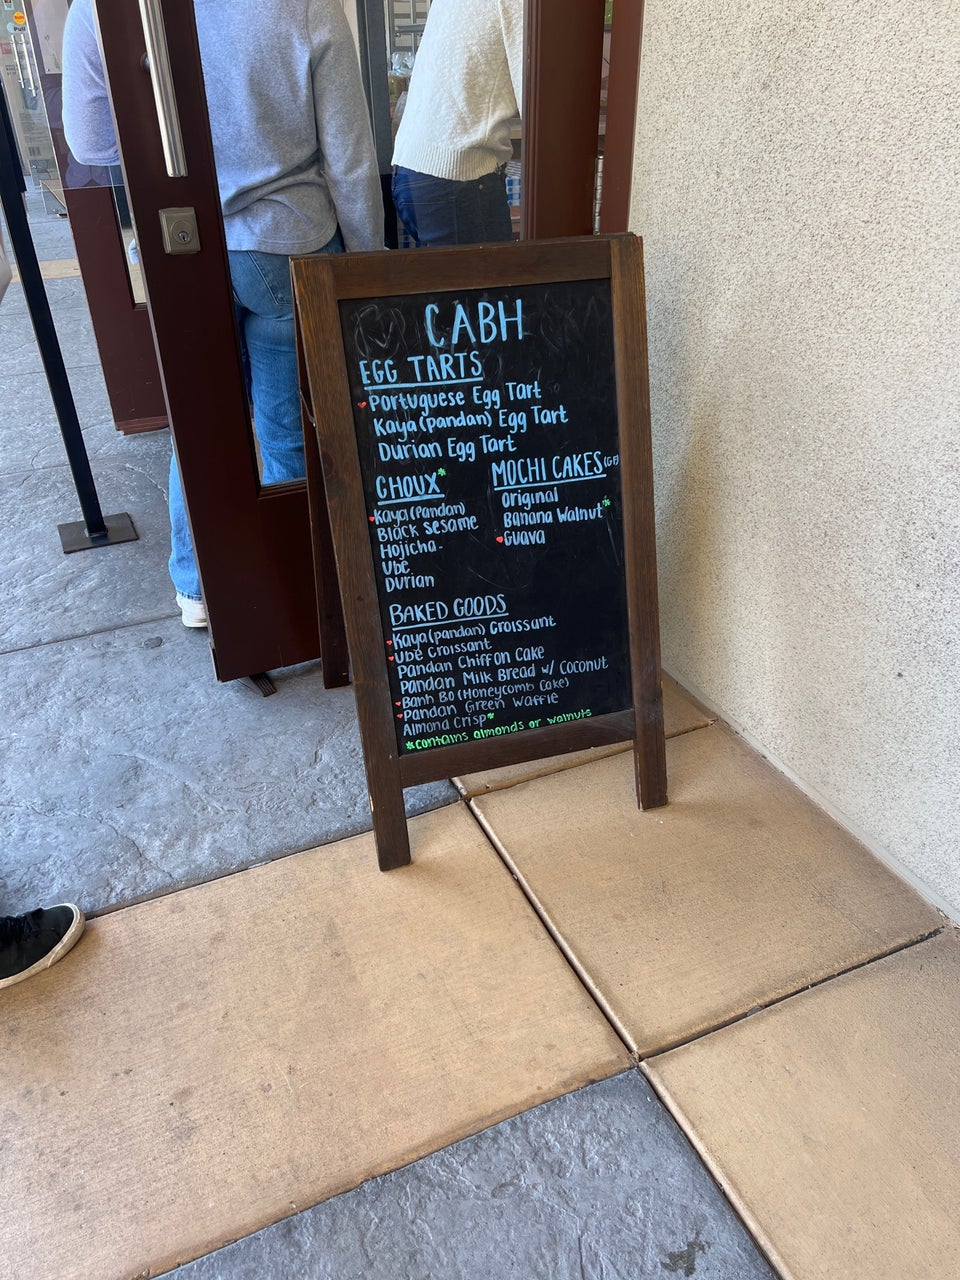 Pull
CABH
EGG TARTS
Portuguese Egg Tart
Kaya (pandan) Egg Tart
Durian Egg Tart
CHOUX*
Kaya (Pandan)
Black Sesame
Hojicha
Ube
Durian
MOCHI CAKES (GF)
Original
Banana Walnut*
Guava
BAKED GOODS
Kaya (pandan) Croissant
Ube Croissant
Pandan Chiffon Cake
Pandan Milk Bread w/ Coconut
Banh Bo (Honeycomb Cake)
Pandan Green Waffle
Almond Crisp*
*contains almonds or walnuts